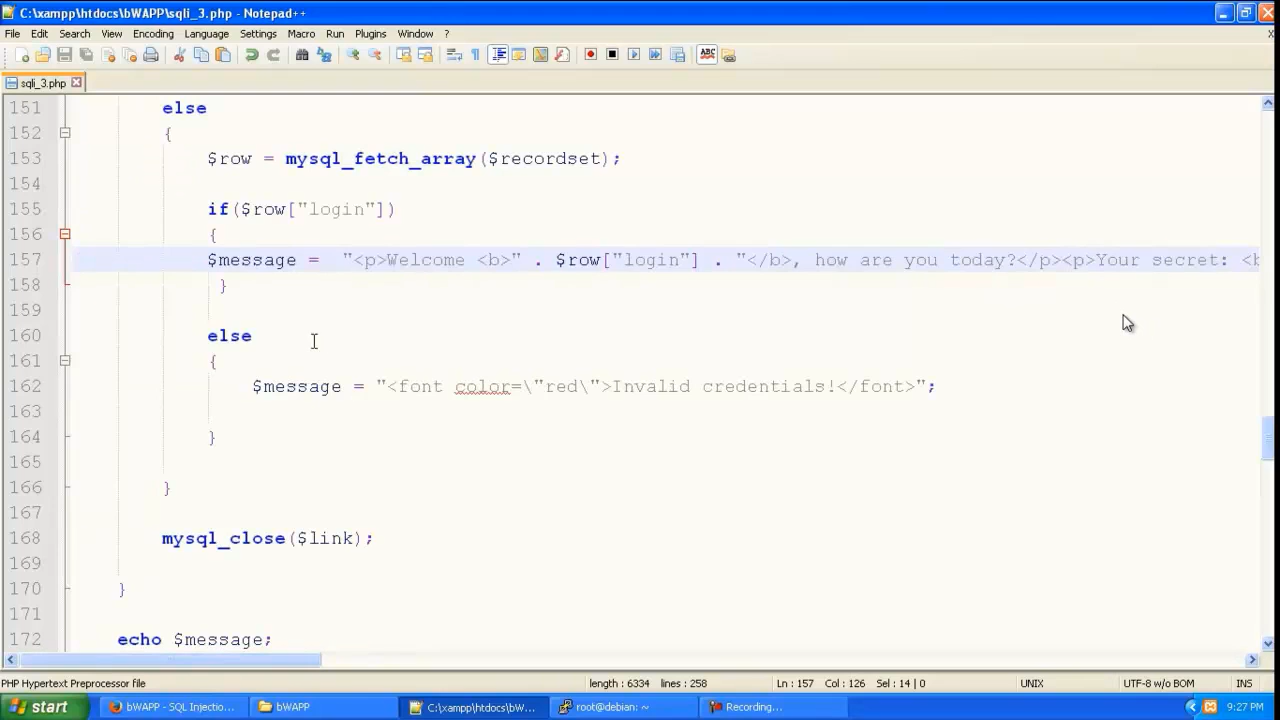 C:\xampp\htdocs\bWAPP\sqli_3.php - Notepad++
File Edit Search View Encoding Language Settings Macro Run Plugins Window ? X
ABC
sqli_3.php
151 else
152 {
153 $row = mysql_fetch_array($recordset);
154
155 if($row["login"])
156 {
157 $message =  "<p>Welcome <b>" . $row["login"] . "</b>, how are you today?</p><p>Your secret: <b
158 }
159
160 else
161 {
162 $message = "<font color=\"red\">Invalid credentials!</font>";
163
164 }
165
166 }
167
168 mysql_close($link);
169
170 }
171
172 echo $message;
PHP Hypertext Preprocessor file length : 6334 lines : 258 Ln : 157 Col : 126 Sel : 14 | 0 UNIX UTF-8 w/o BOM INS
start bWAPP - SQL Injectio... bWAPP C:\xampp\htdocs\bW... root@debian: ~ Recording... 9:27 PM